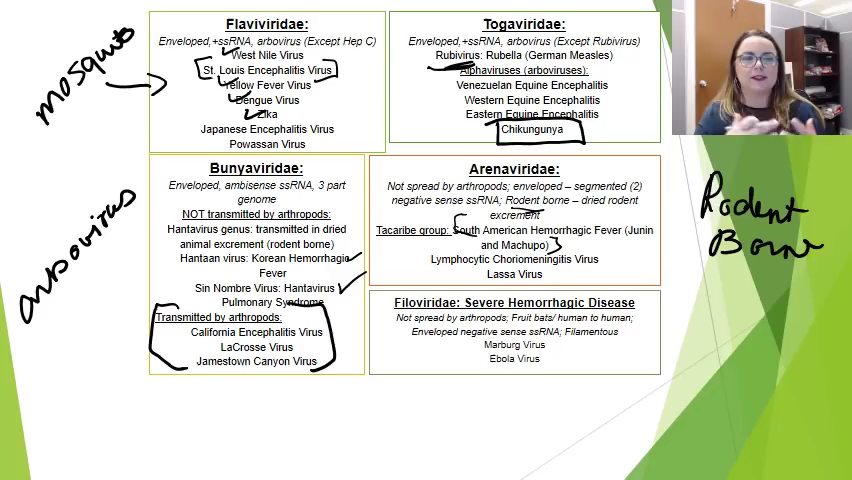 mosquito
arbovirus
Flaviviridae:
Enveloped,+ssRNA, arbovirus (Except Hep C)
West Nile Virus
St. Louis Encephalitis Virus
Yellow Fever Virus
Dengue Virus
Zika
Japanese Encephalitis Virus
Powassan Virus
Togaviridae:
Enveloped,+ssRNA, arbovirus (Except Rubivirus)
Rubivirus: Rubella (German Measles)
Alphaviruses (arboviruses):
Venezuelan Equine Encephalitis
Western Equine Encephalitis
Eastern Equine Encephalitis
Chikungunya
Bunyaviridae:
Enveloped, ambisense ssRNA, 3 part
genome
NOT transmitted by arthropods:
Hantavirus genus: transmitted in dried
animal excrement (rodent borne)
Hantaan virus: Korean Hemorrhagic
Fever
Sin Nombre Virus: Hantavirus
Pulmonary Syndrome
Transmitted by arthropods:
California Encephalitis Virus
LaCrosse Virus
Jamestown Canyon Virus
Arenaviridae:
Not spread by arthropods; enveloped – segmented (2)
negative sense ssRNA; Rodent borne – dried rodent
excrement
Tacaribe group: South American Hemorrhagic Fever (Junin
and Machupo)
Lymphocytic Choriomeningitis Virus
Lassa Virus
Filoviridae: Severe Hemorrhagic Disease
Not spread by arthropods; Fruit bats/ human to human;
Enveloped negative sense ssRNA; Filamentous
Marburg Virus
Ebola Virus
Rodent
Borne